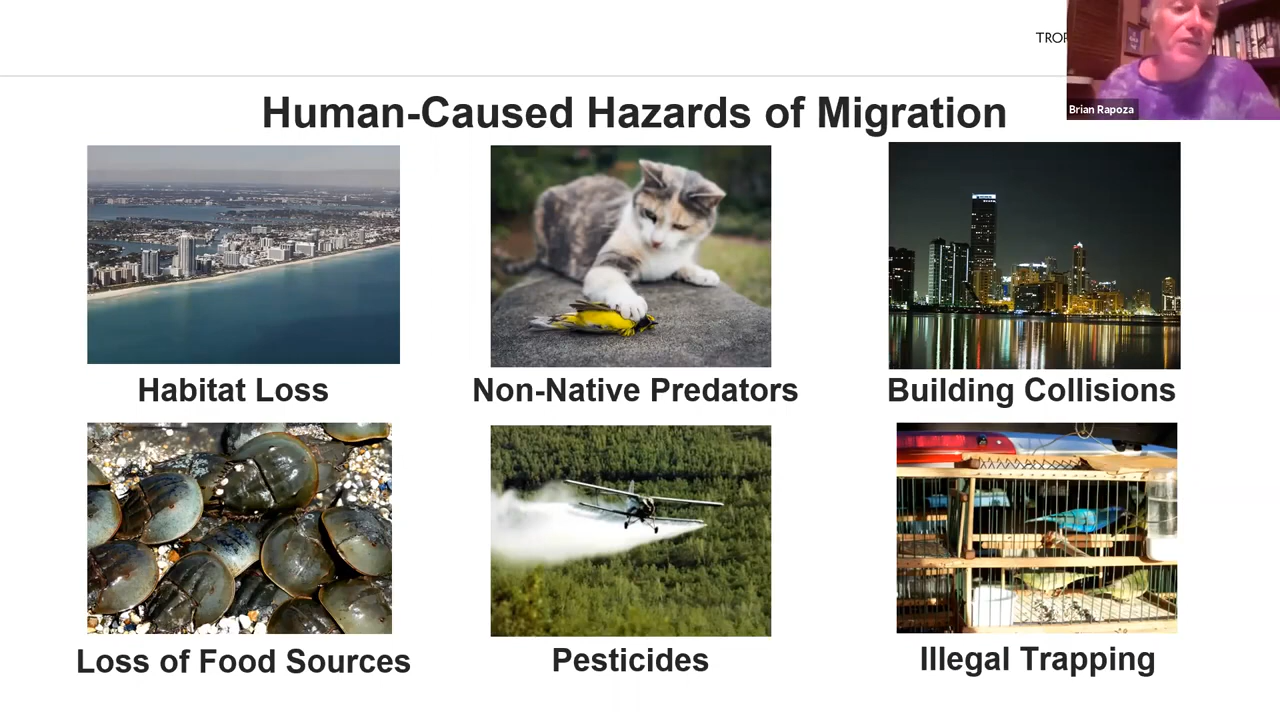 TROP
Brian Rapoza
Human-Caused Hazards of Migration
Habitat Loss
Non-Native Predators
Building Collisions
Loss of Food Sources
Pesticides
Illegal Trapping